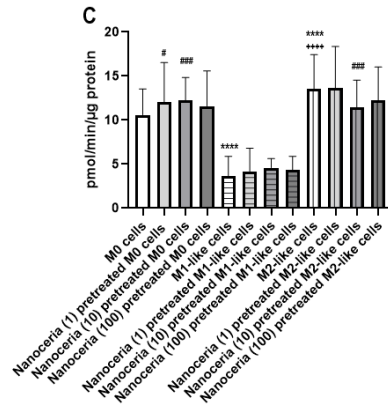 C
pmol/min/µg protein
20
15
10
5
0
#
###
****
****
++++
###
M0 cells
Nanoceria (1) pretreated M0 cells
Nanoceria (10) pretreated M0 cells
Nanoceria (100) pretreated M0 cells
M1-like cells
Nanoceria (1) pretreated M1-like cells
Nanoceria (10) pretreated M1-like cells
Nanoceria (100) pretreated M1-like cells
M2-like cells
Nanoceria (1) pretreated M2-like cells
Nanoceria (10) pretreated M2-like cells
Nanoceria (100) pretreated M2-like cells